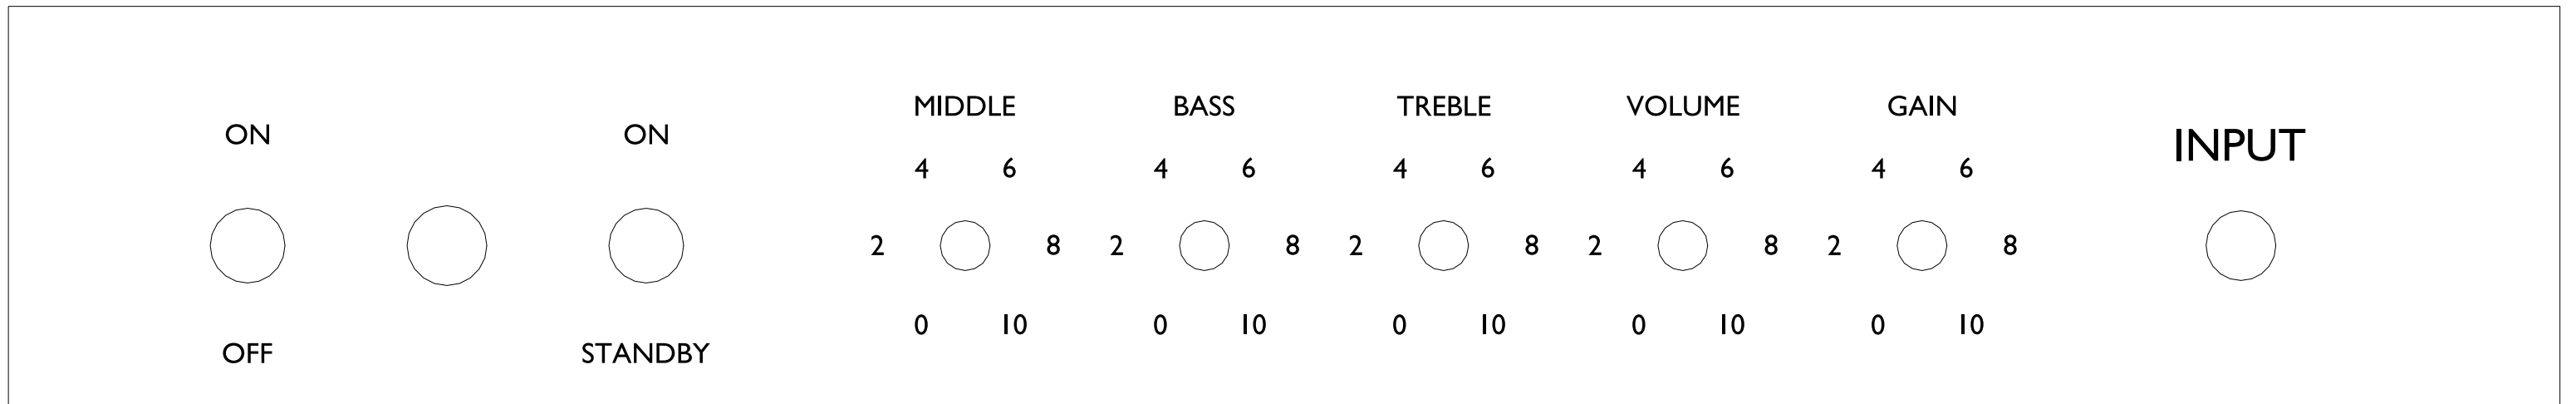 MIDDLE BASS TREBLE VOLUME GAIN
ON ON INPUT
4 6 4 6 4 6 4 6 4 6
2 8 2 8 2 8 2 8 2 8
0 10 0 10 0 10 0 10 0 10
OFF STANDBY